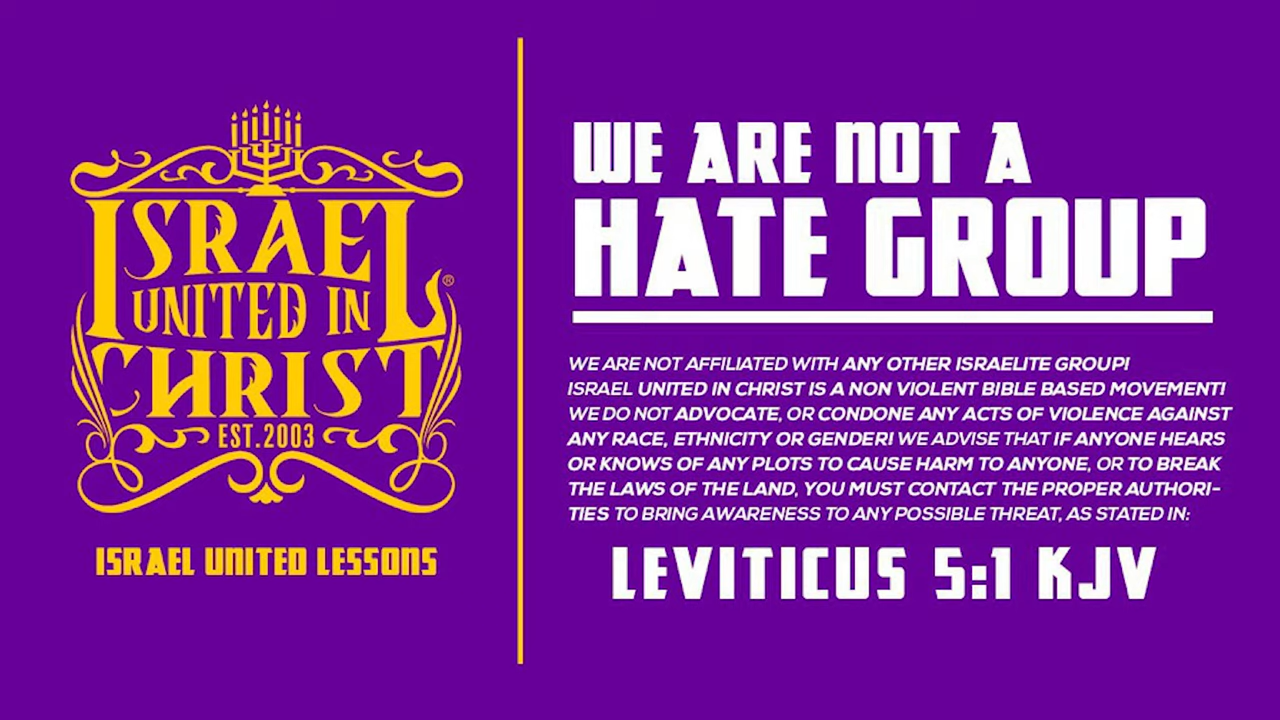 ISRAEL
UNITED IN
CHRIST
EST.2003
®
ISRAEL UNITED LESSONS
WE ARE NOT A
HATE GROUP
WE ARE NOT AFFILIATED WITH ANY OTHER ISRAELITE GROUP!
ISRAEL UNITED IN CHRIST IS A NON VIOLENT BIBLE BASED MOVEMENT!
WE DO NOT ADVOCATE, OR CONDONE ANY ACTS OF VIOLENCE AGAINST
ANY RACE, ETHNICITY OR GENDER! WE ADVISE THAT IF ANYONE HEARS
OR KNOWS OF ANY PLOTS TO CAUSE HARM TO ANYONE, OR TO BREAK
THE LAWS OF THE LAND, YOU MUST CONTACT THE PROPER AUTHORI-
TIES TO BRING AWARENESS TO ANY POSSIBLE THREAT, AS STATED IN:
LEVITICUS 5:1 KJV